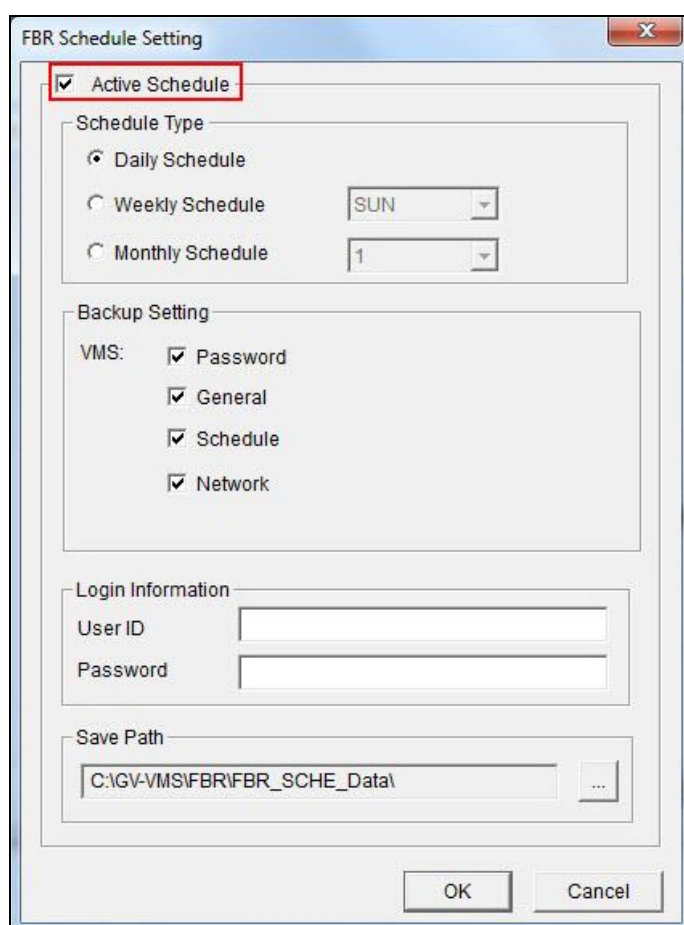 FBR Schedule Setting
Active Schedule
Schedule Type
Daily Schedule
Weekly Schedule SUN
Monthly Schedule 1
Backup Setting
VMS: Password
General
Schedule
Network
Login Information
User ID
Password
Save Path
C:\GV-VMS\FBR\FBR_SCHE_Data\ ...
OK Cancel